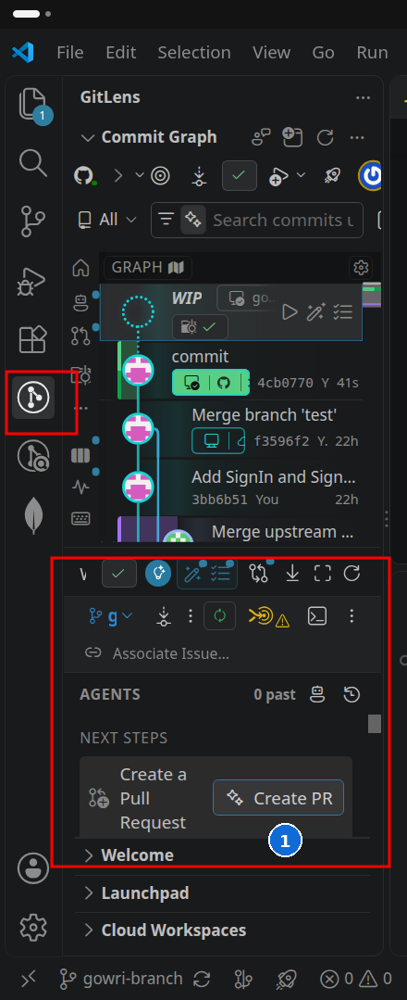 File Edit Selection View Go Run
1
GitLens
Commit Graph
All
Search commits u
GRAPH
WIP
go..
commit
4cb0770 Y 41s
Merge branch 'test'
f3596f2 Y. 22h
Add SignIn and Sign...
3bb6b51 You 22h
Merge upstream ...
g
Associate Issue...
AGENTS 0 past
NEXT STEPS
Create a
Pull
Request
Create PR
1
Welcome
Launchpad
Cloud Workspaces
gowri-branch 0 0